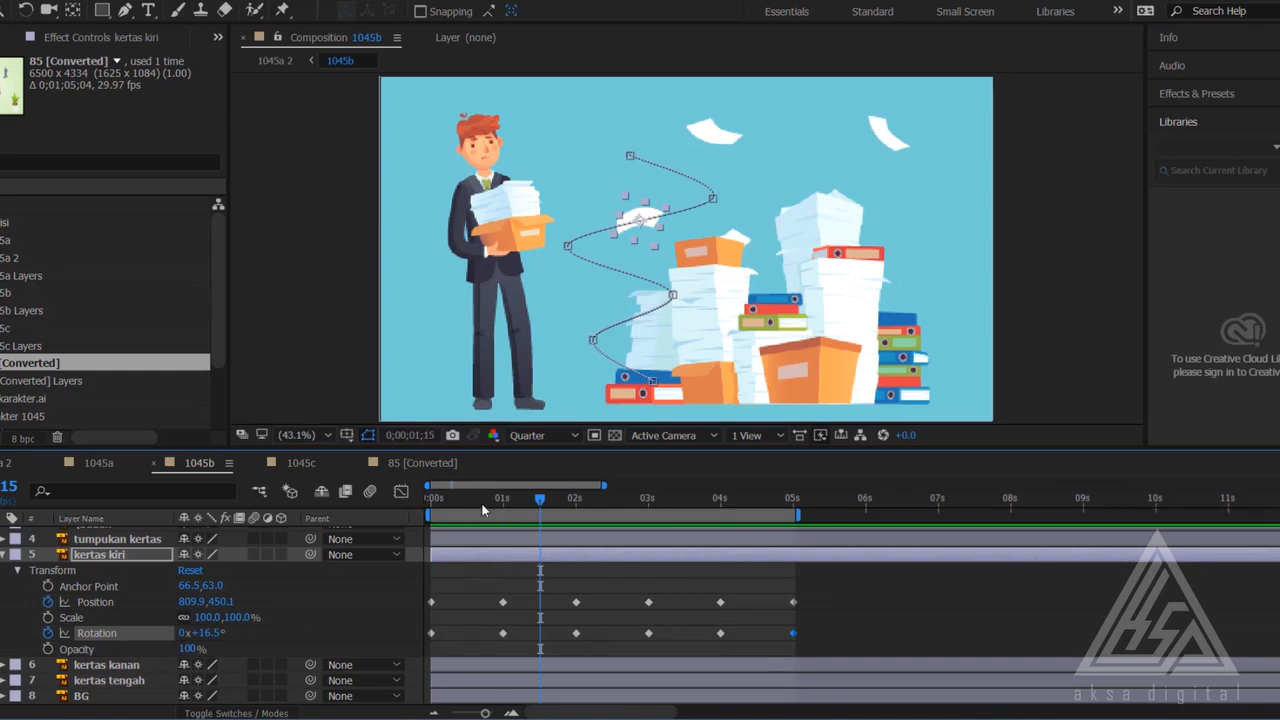 Snapping
Essentials
Standard
Small Screen
Libraries
Search Help
Effect Controls kertas kiri
Composition 1045b
Layer (none)
Info
85 [Converted] , used 1 time
6500 x 4334 (1625 x 1084) (1.00)
Δ 0;01;05;04, 29.97 fps
1045a 2
1045b
Audio
Effects & Presets
Libraries
Search Current Library
isi
5a
5a 2
5a Layers
5b
5b Layers
5c
5c Layers
[Converted]
[Converted] Layers
karakter.ai
kter 1045
8 bpc
To use Creative Cloud Lib
please sign in to Creativ
(43.1%)
0;00;01;15
Quarter
Active Camera
1 View
+0.0
a 2
1045a
1045b
1045c
85 [Converted]
15
:00s
01s
02s
03s
04s
05s
06s
07s
08s
09s
10s
11s
#
Layer Name
Parent
4
tumpukan kertas
None
5
kertas kiri
None
Transform
Reset
Anchor Point
66.5,63.0
Position
809.9,450.1
Scale
100.0,100.0%
Rotation
0x+16.5°
Opacity
100%
6
kertas kanan
None
7
kertas tengah
None
8
BG
None
Toggle Switches / Modes
aksa digital